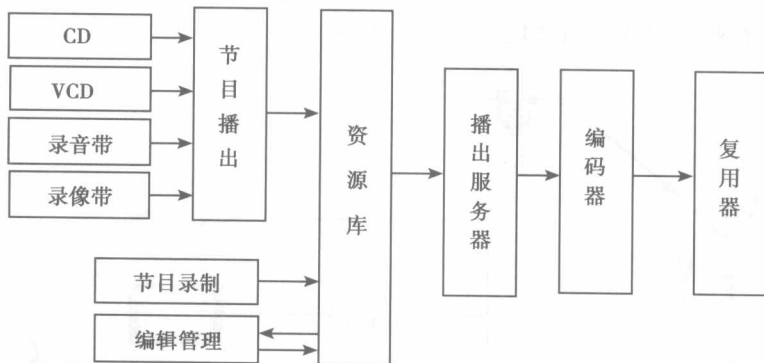 CD
VCD
录音带
录像带
节目播出
节目录制
编辑管理
资源库
播出服务器
编码器
复用器